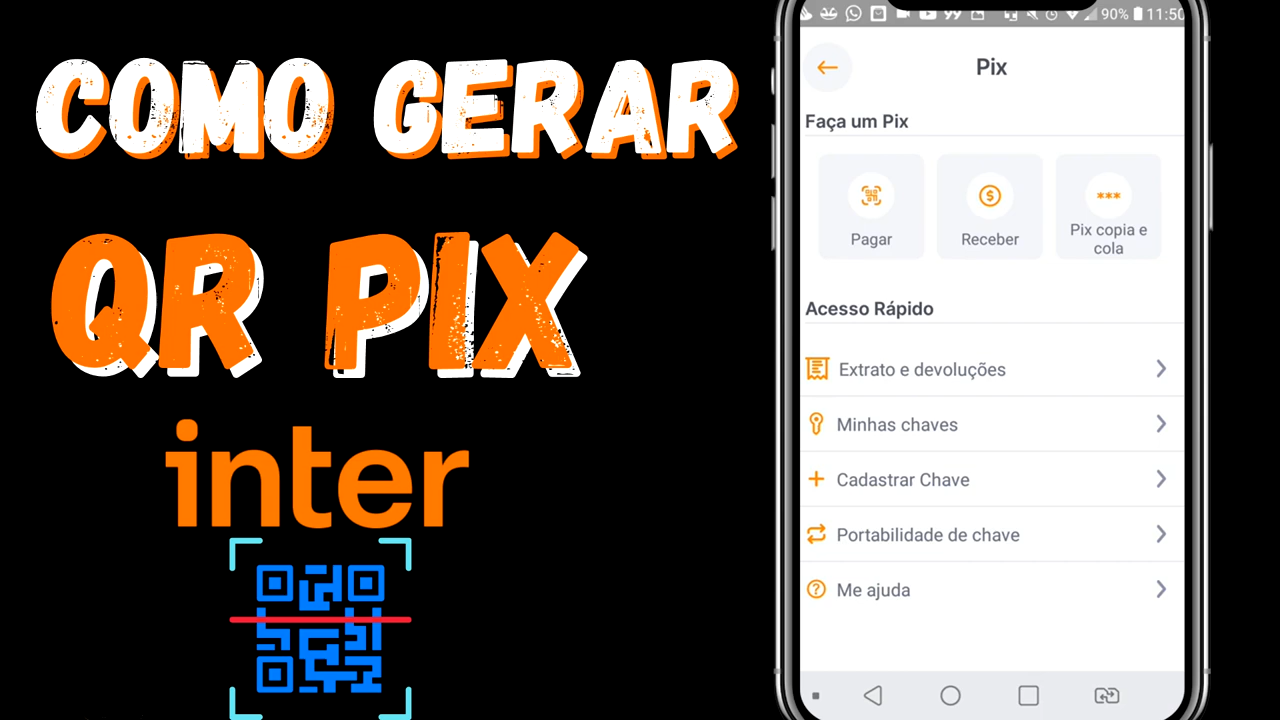 COMO GERAR
QR PIX
inter
90% 11:50
Pix
Faça um Pix
Pagar
Receber
Pix copia e
cola
Acesso Rápido
Extrato e devoluções
Minhas chaves
Cadastrar Chave
Portabilidade de chave
Me ajuda